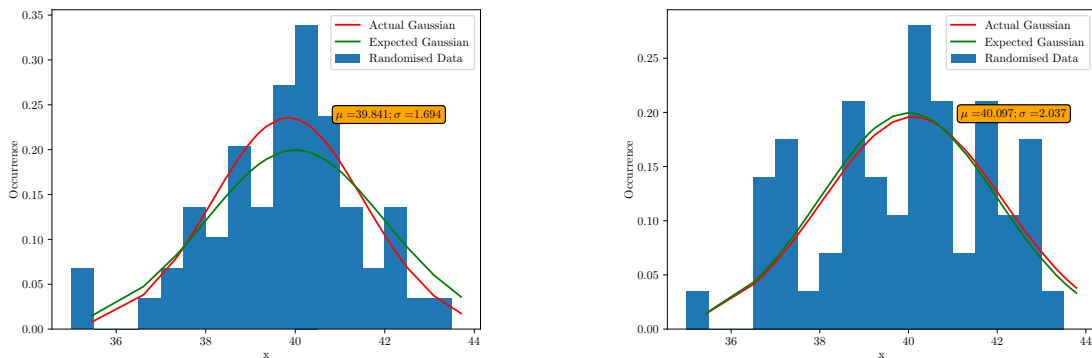 0.35
0.30
0.25
0.20
0.15
0.10
0.05
0.00
Occurrence
36
38
40
42
44
x
Actual Gaussian
Expected Gaussian
Randomised Data
μ =39.841; σ =1.694
0.25
0.20
0.15
0.10
0.05
0.00
Occurrence
36
38
40
42
44
x
Actual Gaussian
Expected Gaussian
Randomised Data
μ =40.097; σ =2.037